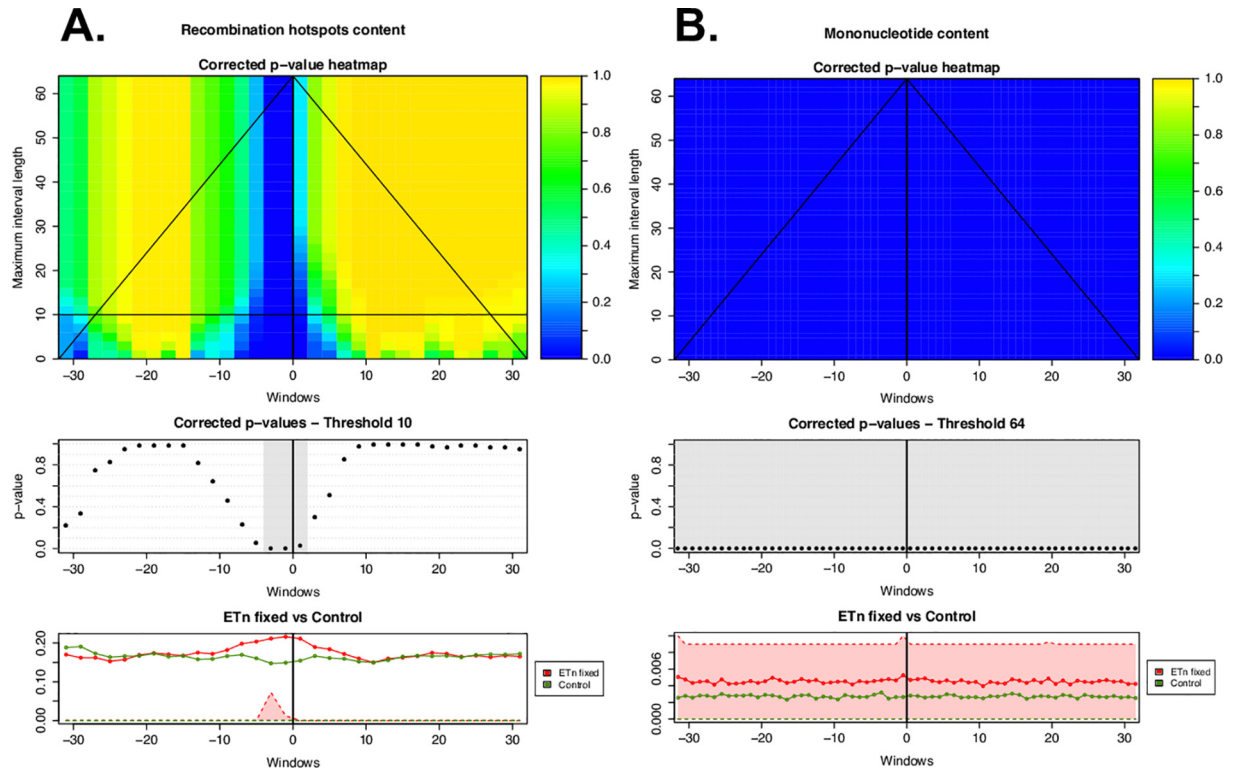 A.
Recombination hotspots content
Corrected p−value heatmap
Maximum interval length
0 10 20 30 40 50 60
−30 −20 −10 0 10 20 30
Windows
1.0
0.8
0.6
0.4
0.2
0.0
Corrected p−values − Threshold 10
p−value
0.0 0.4 0.8
−30 −20 −10 0 10 20 30
Windows
ETn fixed vs Control
0.00 0.10 0.20
−30 −20 −10 0 10 20 30
Windows
ETn fixed
Control
B.
Mononucleotide content
Corrected p−value heatmap
Maximum interval length
0 10 20 30 40 50 60
−30 −20 −10 0 10 20 30
Windows
1.0
0.8
0.6
0.4
0.2
0.0
Corrected p−values − Threshold 64
p−value
0.0 0.4 0.8
−30 −20 −10 0 10 20 30
Windows
ETn fixed vs Control
0.000 0.006
−30 −20 −10 0 10 20 30
Windows
ETn fixed
Control